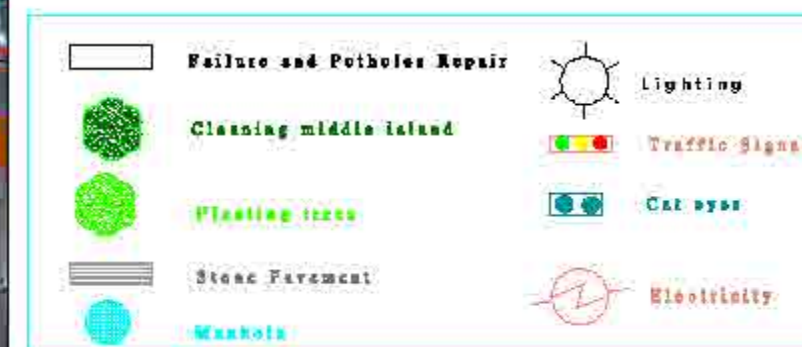 Failure and Potholes Repair
Cleaning middle island
Planting trees
Stone Pavement
Manhole
Lighting
Traffic Signs
Cat eyes
Electricity